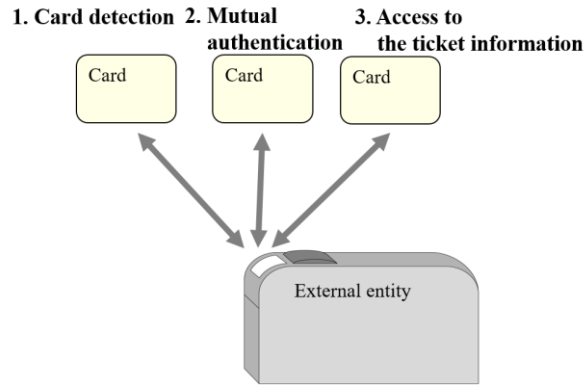 1. Card detection
2. Mutual
authentication
3. Access to
the ticket information
Card
Card
Card
External entity